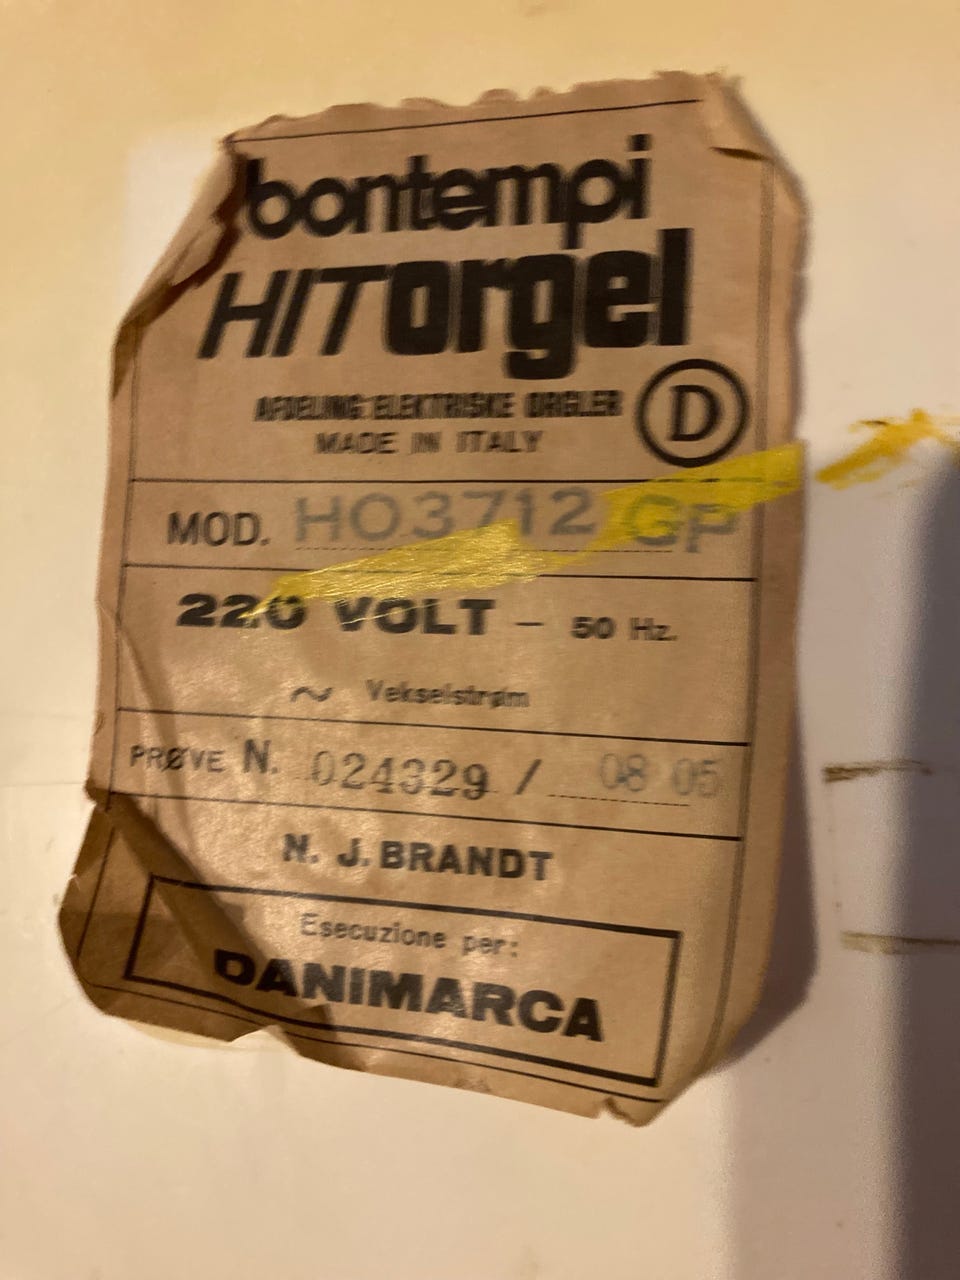 bontempi
HITorgel
AFDELING: ELEKTRISKE ORGLER
MADE IN ITALY
D
MOD. HO3712 GP
220 VOLT – 50 Hz.
~ Vekselstrøm
PRØVE N. 024329 / 08 05
N. J. BRANDT
Esecuzione per:
DANIMARCA